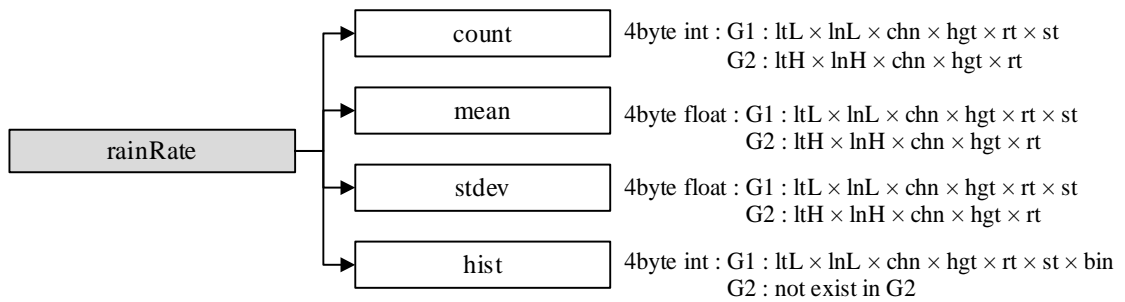 count
4byte int : G1 : ltL × lnL × chn × hgt × rt × st
G2 : ltH × lnH × chn × hgt × rt
mean
4byte float : G1 : ltL × lnL × chn × hgt × rt × st
G2 : ltH × lnH × chn × hgt × rt
rainRate
stdev
4byte float : G1 : ltL × lnL × chn × hgt × rt × st
G2 : ltH × lnH × chn × hgt × rt
hist
4byte int : G1 : ltL × lnL × chn × hgt × rt × st × bin
G2 : not exist in G2